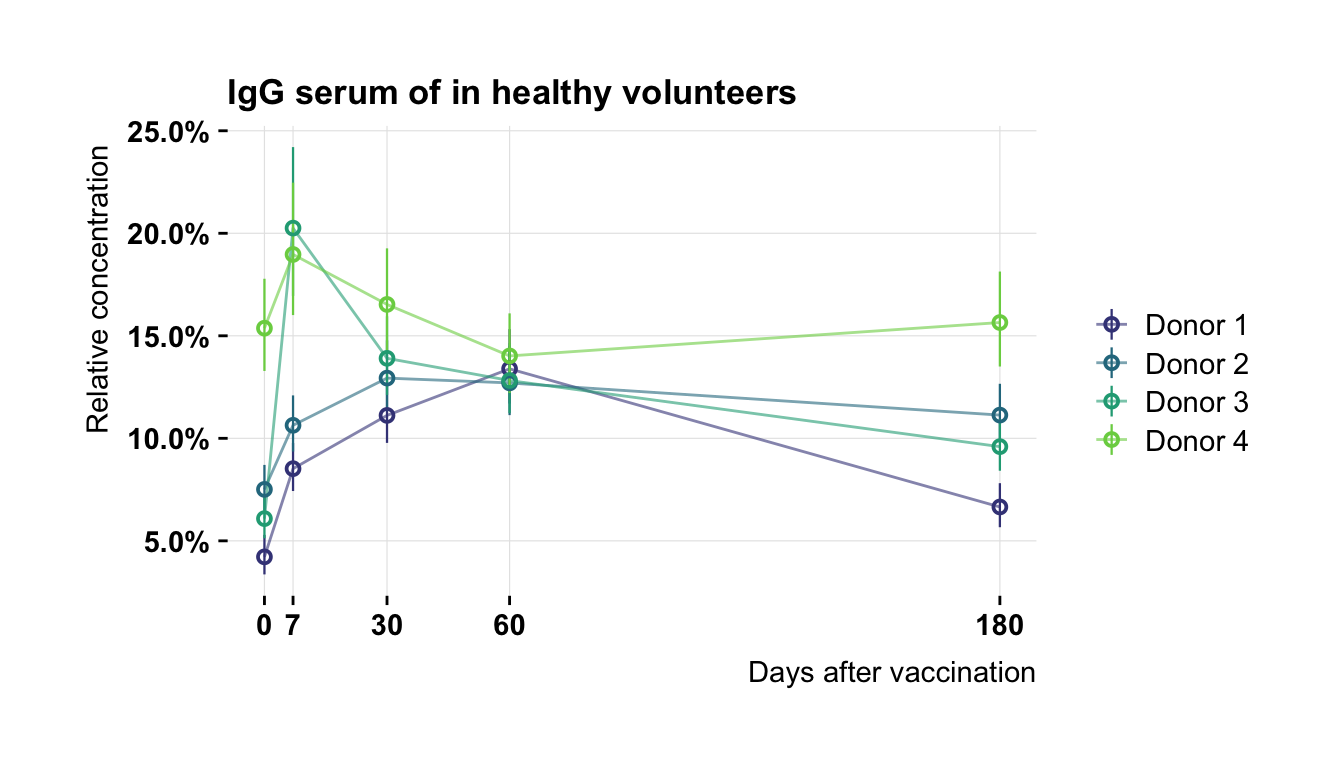 IgG serum of in healthy volunteers
25.0%
20.0%
15.0%
10.0%
5.0%
Relative concentration
0 7 30 60 180
Days after vaccination
Donor 1
Donor 2
Donor 3
Donor 4